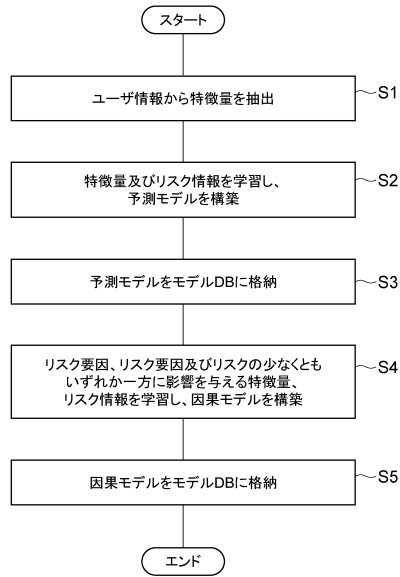 スタート
ユーザ情報から特徴量を抽出
S1
特徴量及びリスク情報を学習し、
予測モデルを構築
S2
予測モデルをモデルDBに格納
S3
リスク要因、リスク要因及びリスクの少なくとも
いずれか一方に影響を与える特徴量、
リスク情報を学習し、因果モデルを構築
S4
因果モデルをモデルDBに格納
S5
エンド